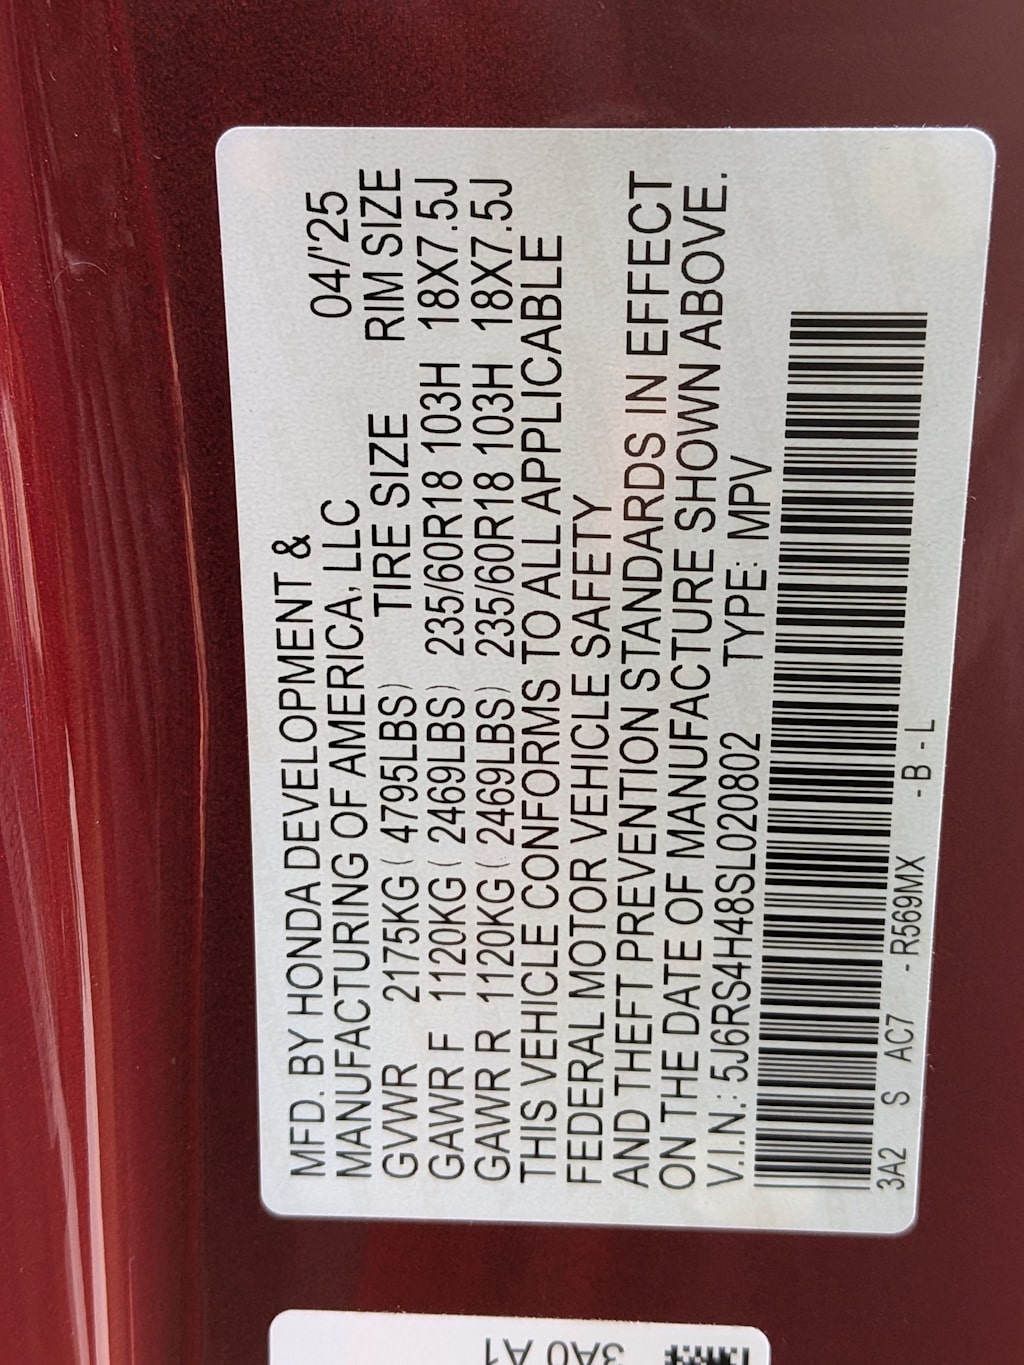 MFD. BY HONDA DEVELOPMENT &
MANUFACTURING OF AMERICA, LLC 04/'25
GVWR 2175KG ( 4795LBS) TIRE SIZE RIM SIZE
GAWR F 1120KG ( 2469LBS) 235/60R18 103H 18X7.5J
GAWR R 1120KG ( 2469LBS) 235/60R18 103H 18X7.5J
THIS VEHICLE CONFORMS TO ALL APPLICABLE
FEDERAL MOTOR VEHICLE SAFETY
AND THEFT PREVENTION STANDARDS IN EFFECT
ON THE DATE OF MANUFACTURE SHOWN ABOVE.
V.I.N.: 5J6RS4H48SL020802 TYPE: MPV
3A2 S AC7 - R569MX - B - L
3A0 A1